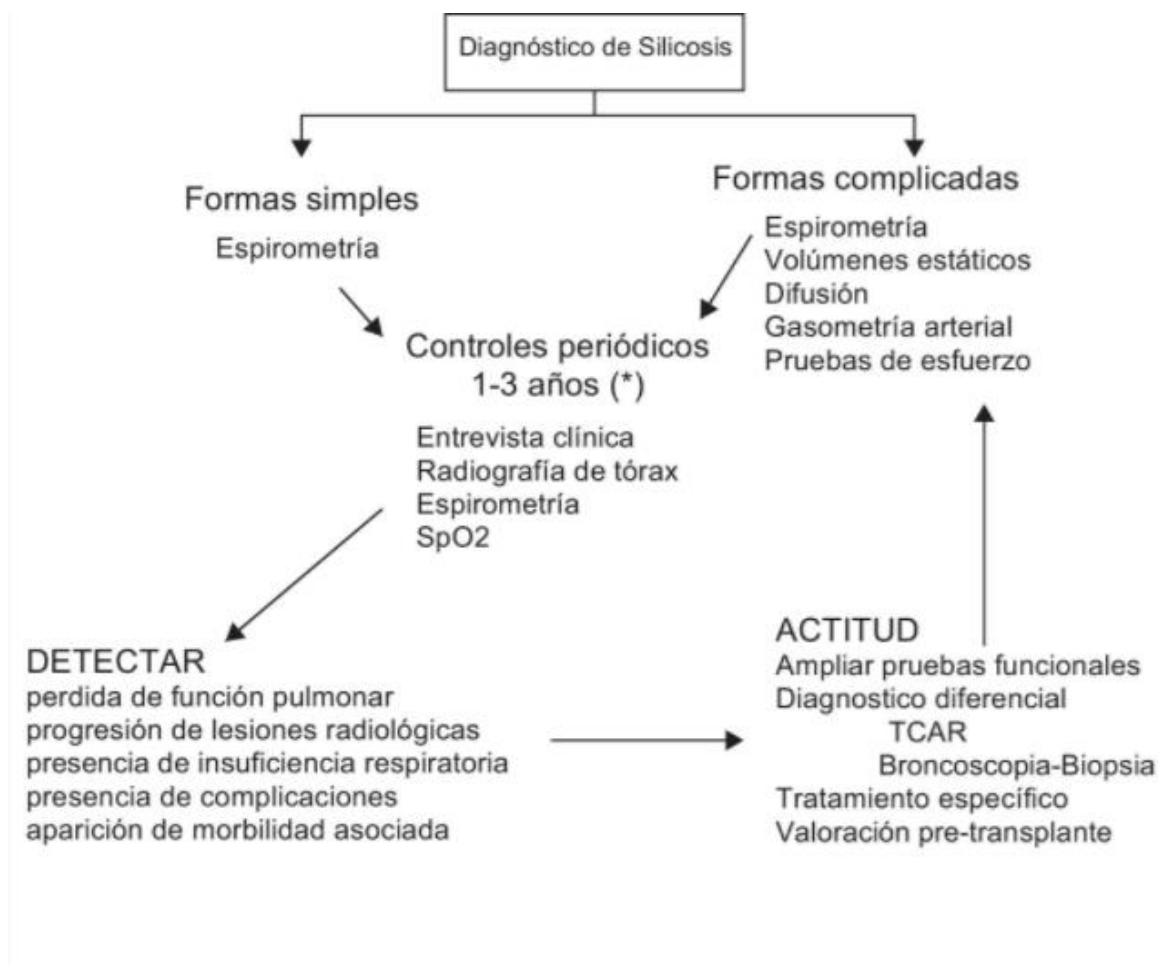 Diagnóstico de Silicosis
Formas simples
Espirometría
Formas complicadas
Espirometría
Volúmenes estáticos
Difusión
Gasometría arterial
Pruebas de esfuerzo
Controles periódicos
1-3 años (*)
Entrevista clínica
Radiografía de tórax
Espirometría
SpO2
DETECTAR
perdida de función pulmonar
progresión de lesiones radiológicas
presencia de insuficiencia respiratoria
presencia de complicaciones
aparición de morbilidad asociada
ACTITUD
Ampliar pruebas funcionales
Diagnostico diferencial
TCAR
Broncoscopia-Biopsia
Tratamiento específico
Valoración pre-transplante